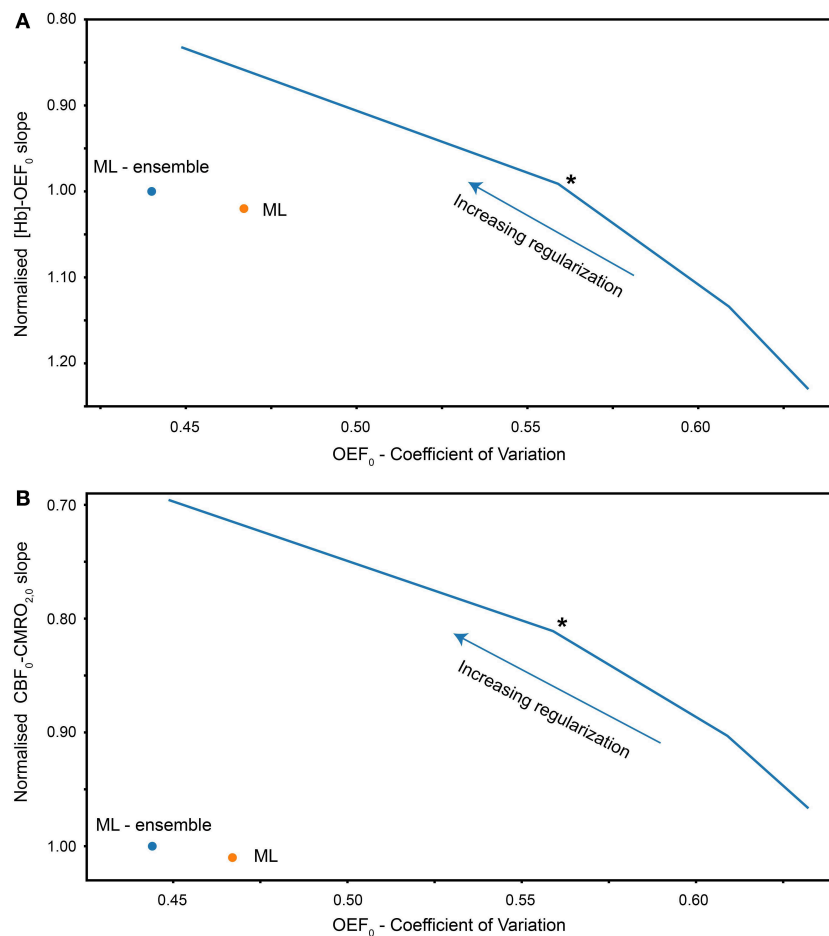 A
0.80
0.90
1.00
1.10
1.20
Normalised [Hb]-OEF₀ slope
ML - ensemble
ML
*
Increasing regularization
0.45 0.50 0.55 0.60
OEF₀ - Coefficient of Variation
B
0.70
0.80
0.90
1.00
Normalised CBF₀-CMRO₂,₀ slope
*
Increasing regularization
ML - ensemble
ML
0.45 0.50 0.55 0.60
OEF₀ - Coefficient of Variation